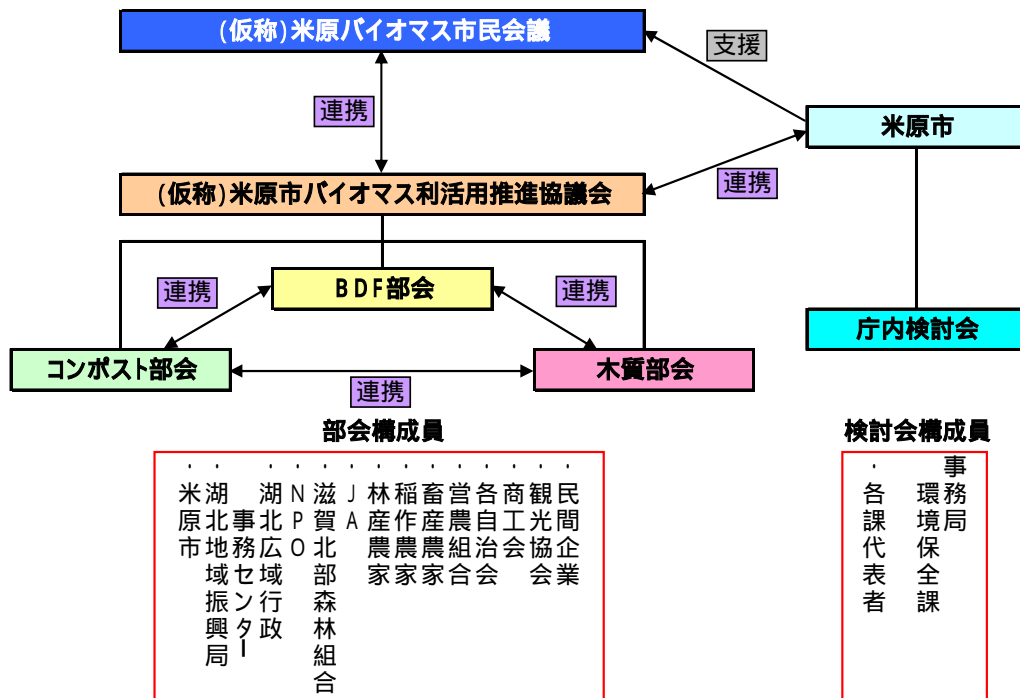 (仮称)米原バイオマス市民会議
支援
連携
米原市
(仮称)米原市バイオマス利活用推進協議会
連携
BDF部会
連携
連携
庁内検討会
コンポスト部会
木質部会
連携
部会構成員
検討会構成員
・民間企業
・観光協会
・商工会
・各自治会
・営農組合
・畜産農家
・稲作農家
・林産農家
・JA
・滋賀北部森林組合
・NPO
・湖北広域行政
事務センター
・湖北地域振興局
・米原市
事務局
環境保全課
・各課代表者